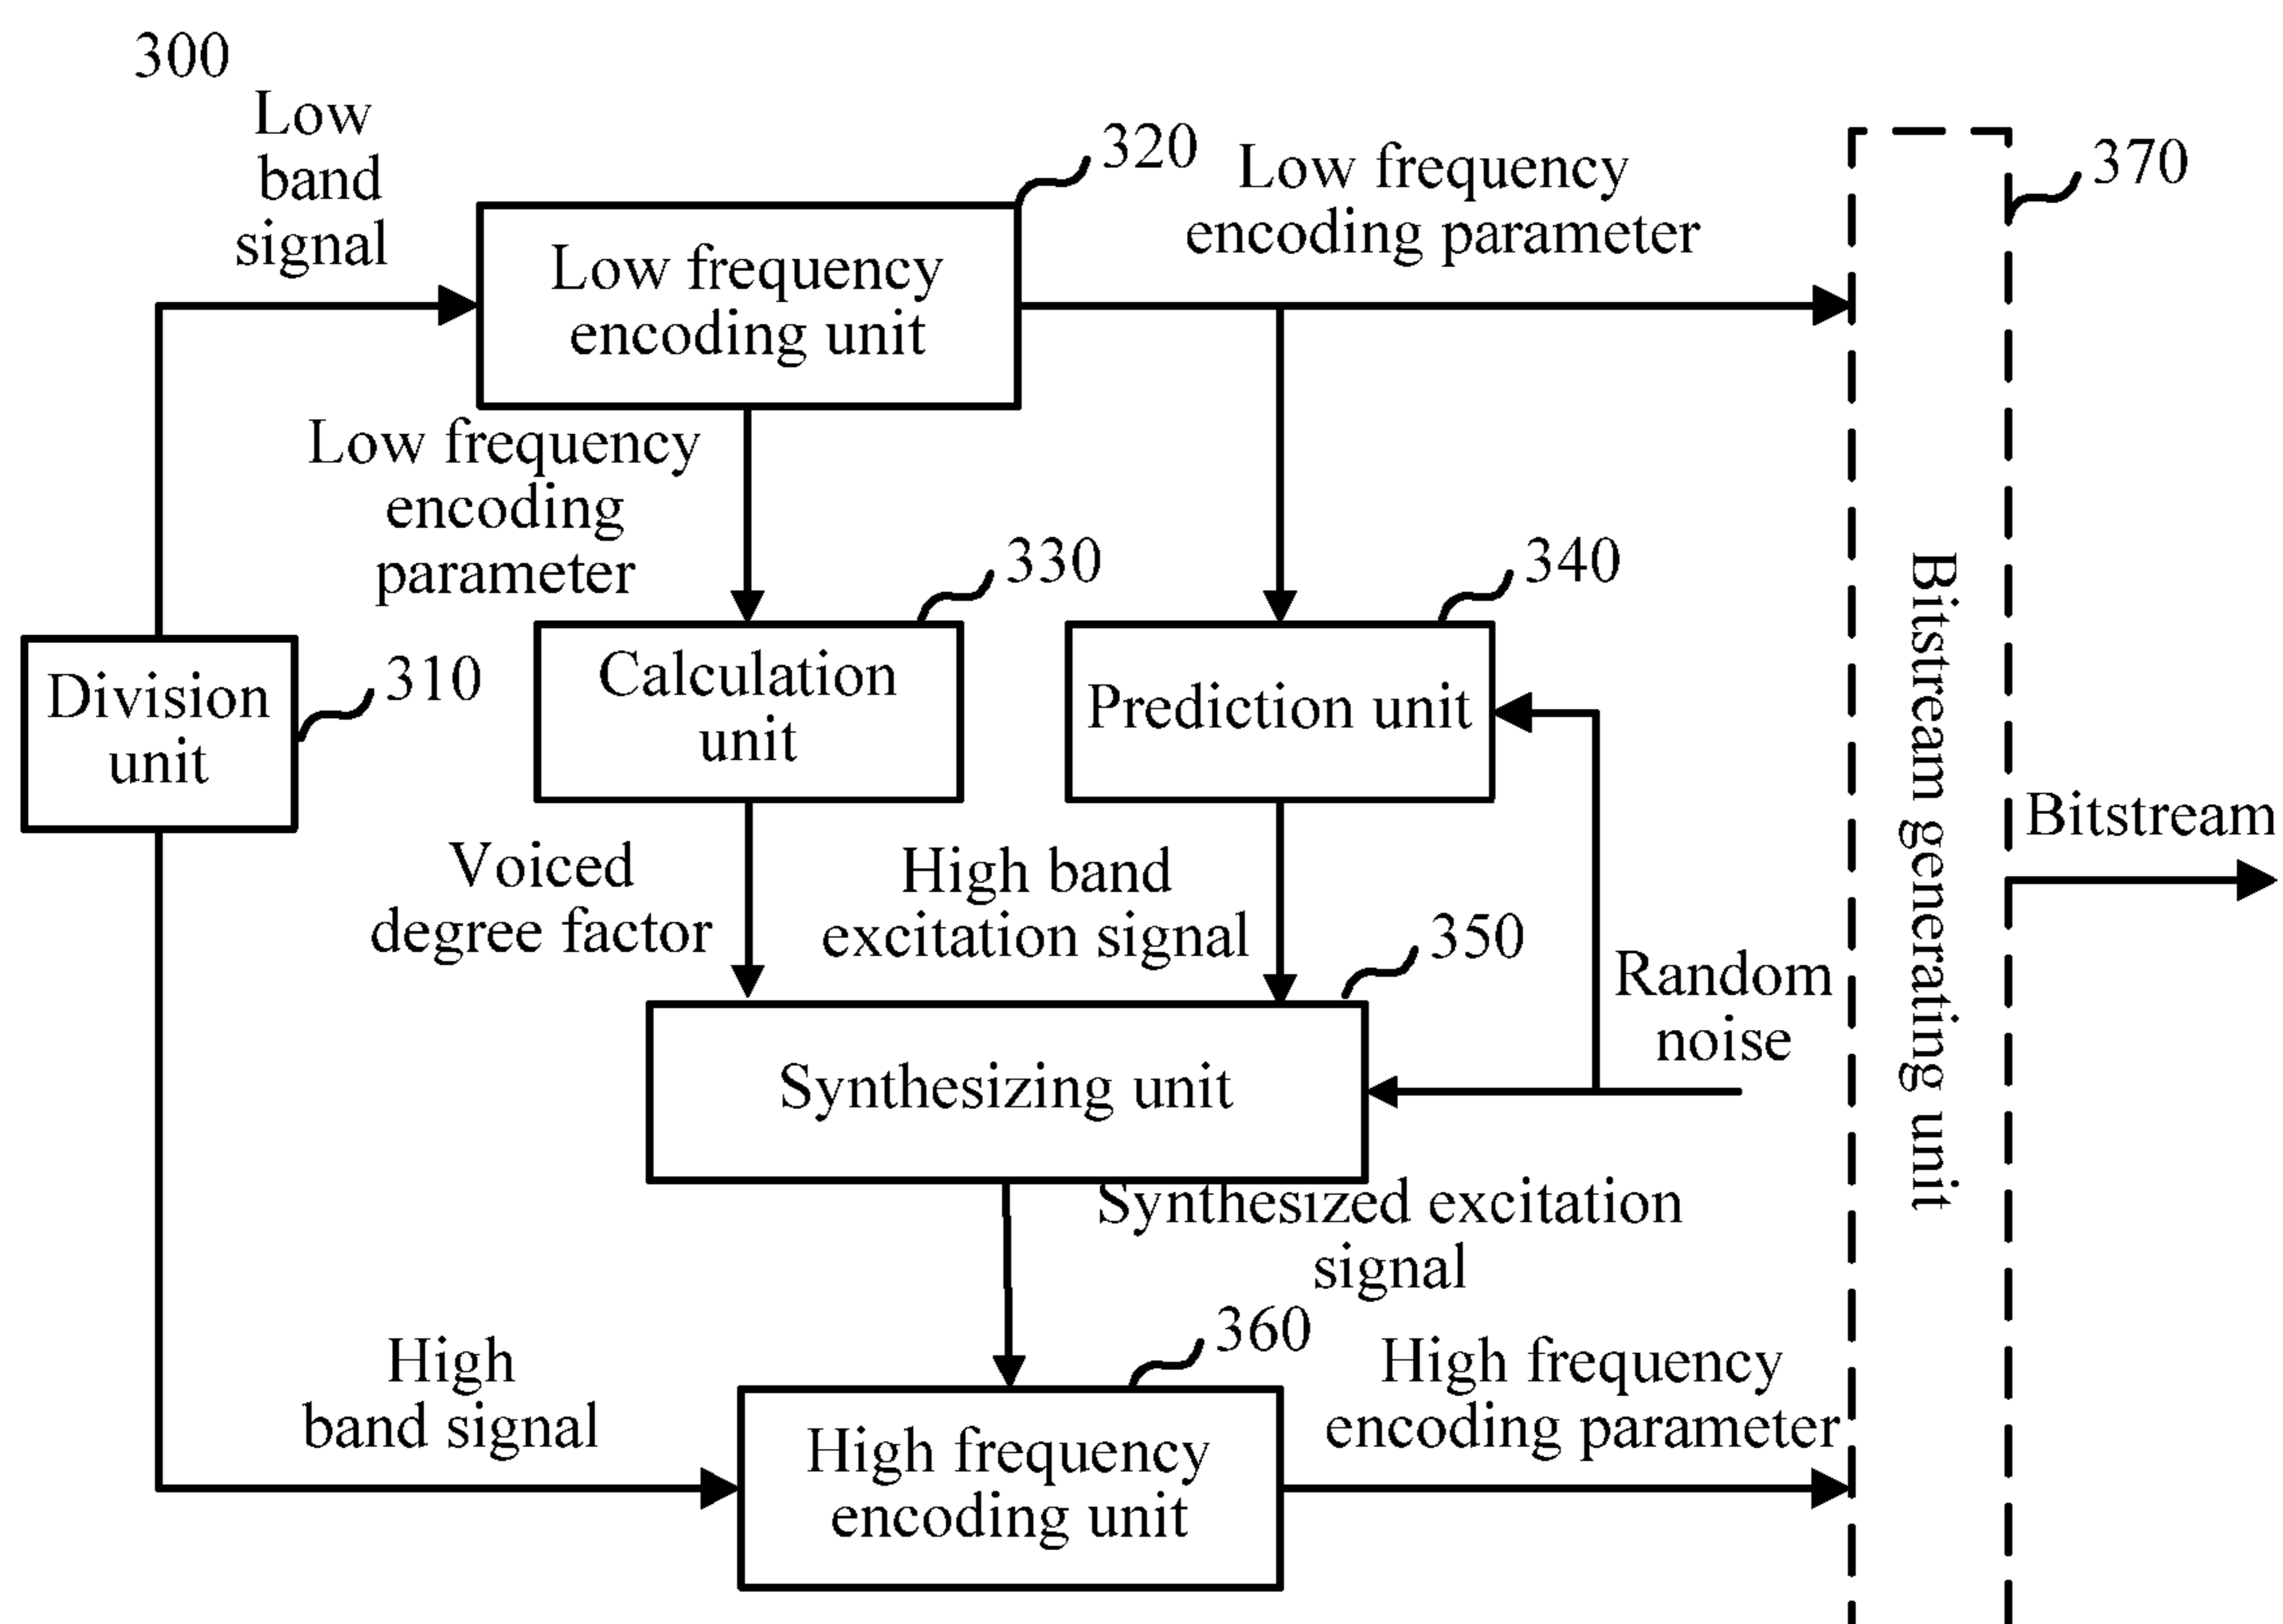 300
Low
band
signal
320
Low frequency
encoding parameter
370
Low frequency
encoding unit
Low frequency
encoding
parameter
330
340
Division
unit
310
Calculation
unit
Prediction unit
Bitstream generating unit
Bitstream
Voiced
degree factor
High band
excitation signal
350
Random
noise
Synthesizing unit
Synthesized excitation
signal
360
High
band signal
High frequency
encoding unit
High frequency
encoding parameter